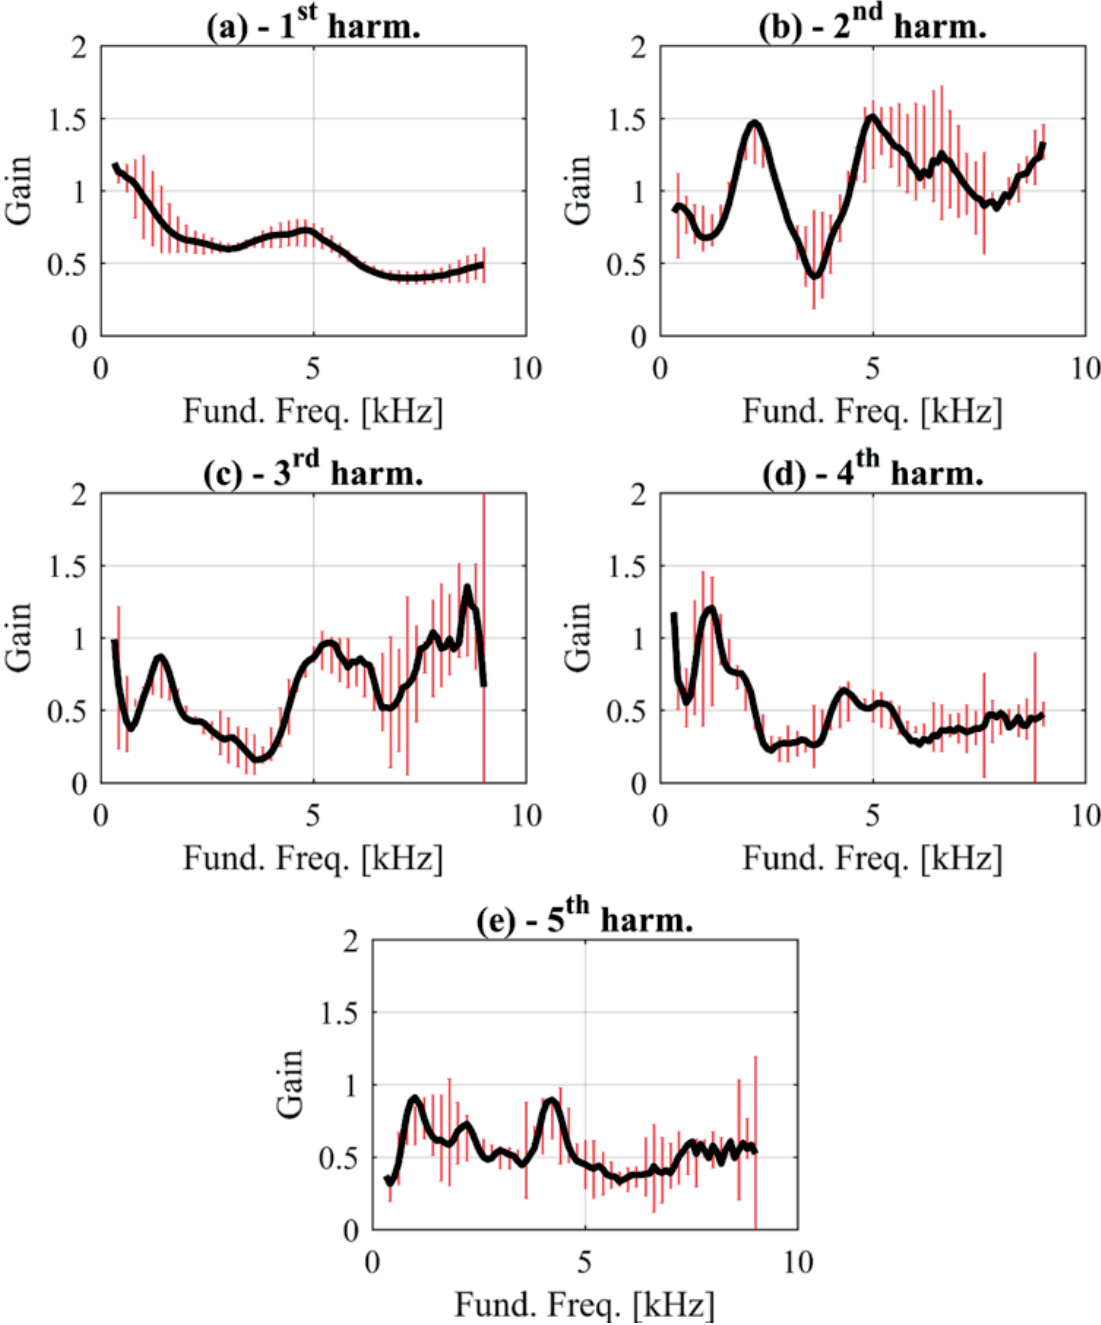 (a) - 1st harm.
(b) - 2nd harm.
2
1.5
1
0.5
0
Gain
0
5
10
Fund. Freq. [kHz]
2
1.5
1
0.5
0
Gain
0
5
10
Fund. Freq. [kHz]
(c) - 3rd harm.
(d) - 4th harm.
2
1.5
1
0.5
0
Gain
0
5
10
Fund. Freq. [kHz]
2
1.5
1
0.5
0
Gain
0
5
10
Fund. Freq. [kHz]
(e) - 5th harm.
2
1.5
1
0.5
0
Gain
0
5
10
Fund. Freq. [kHz]